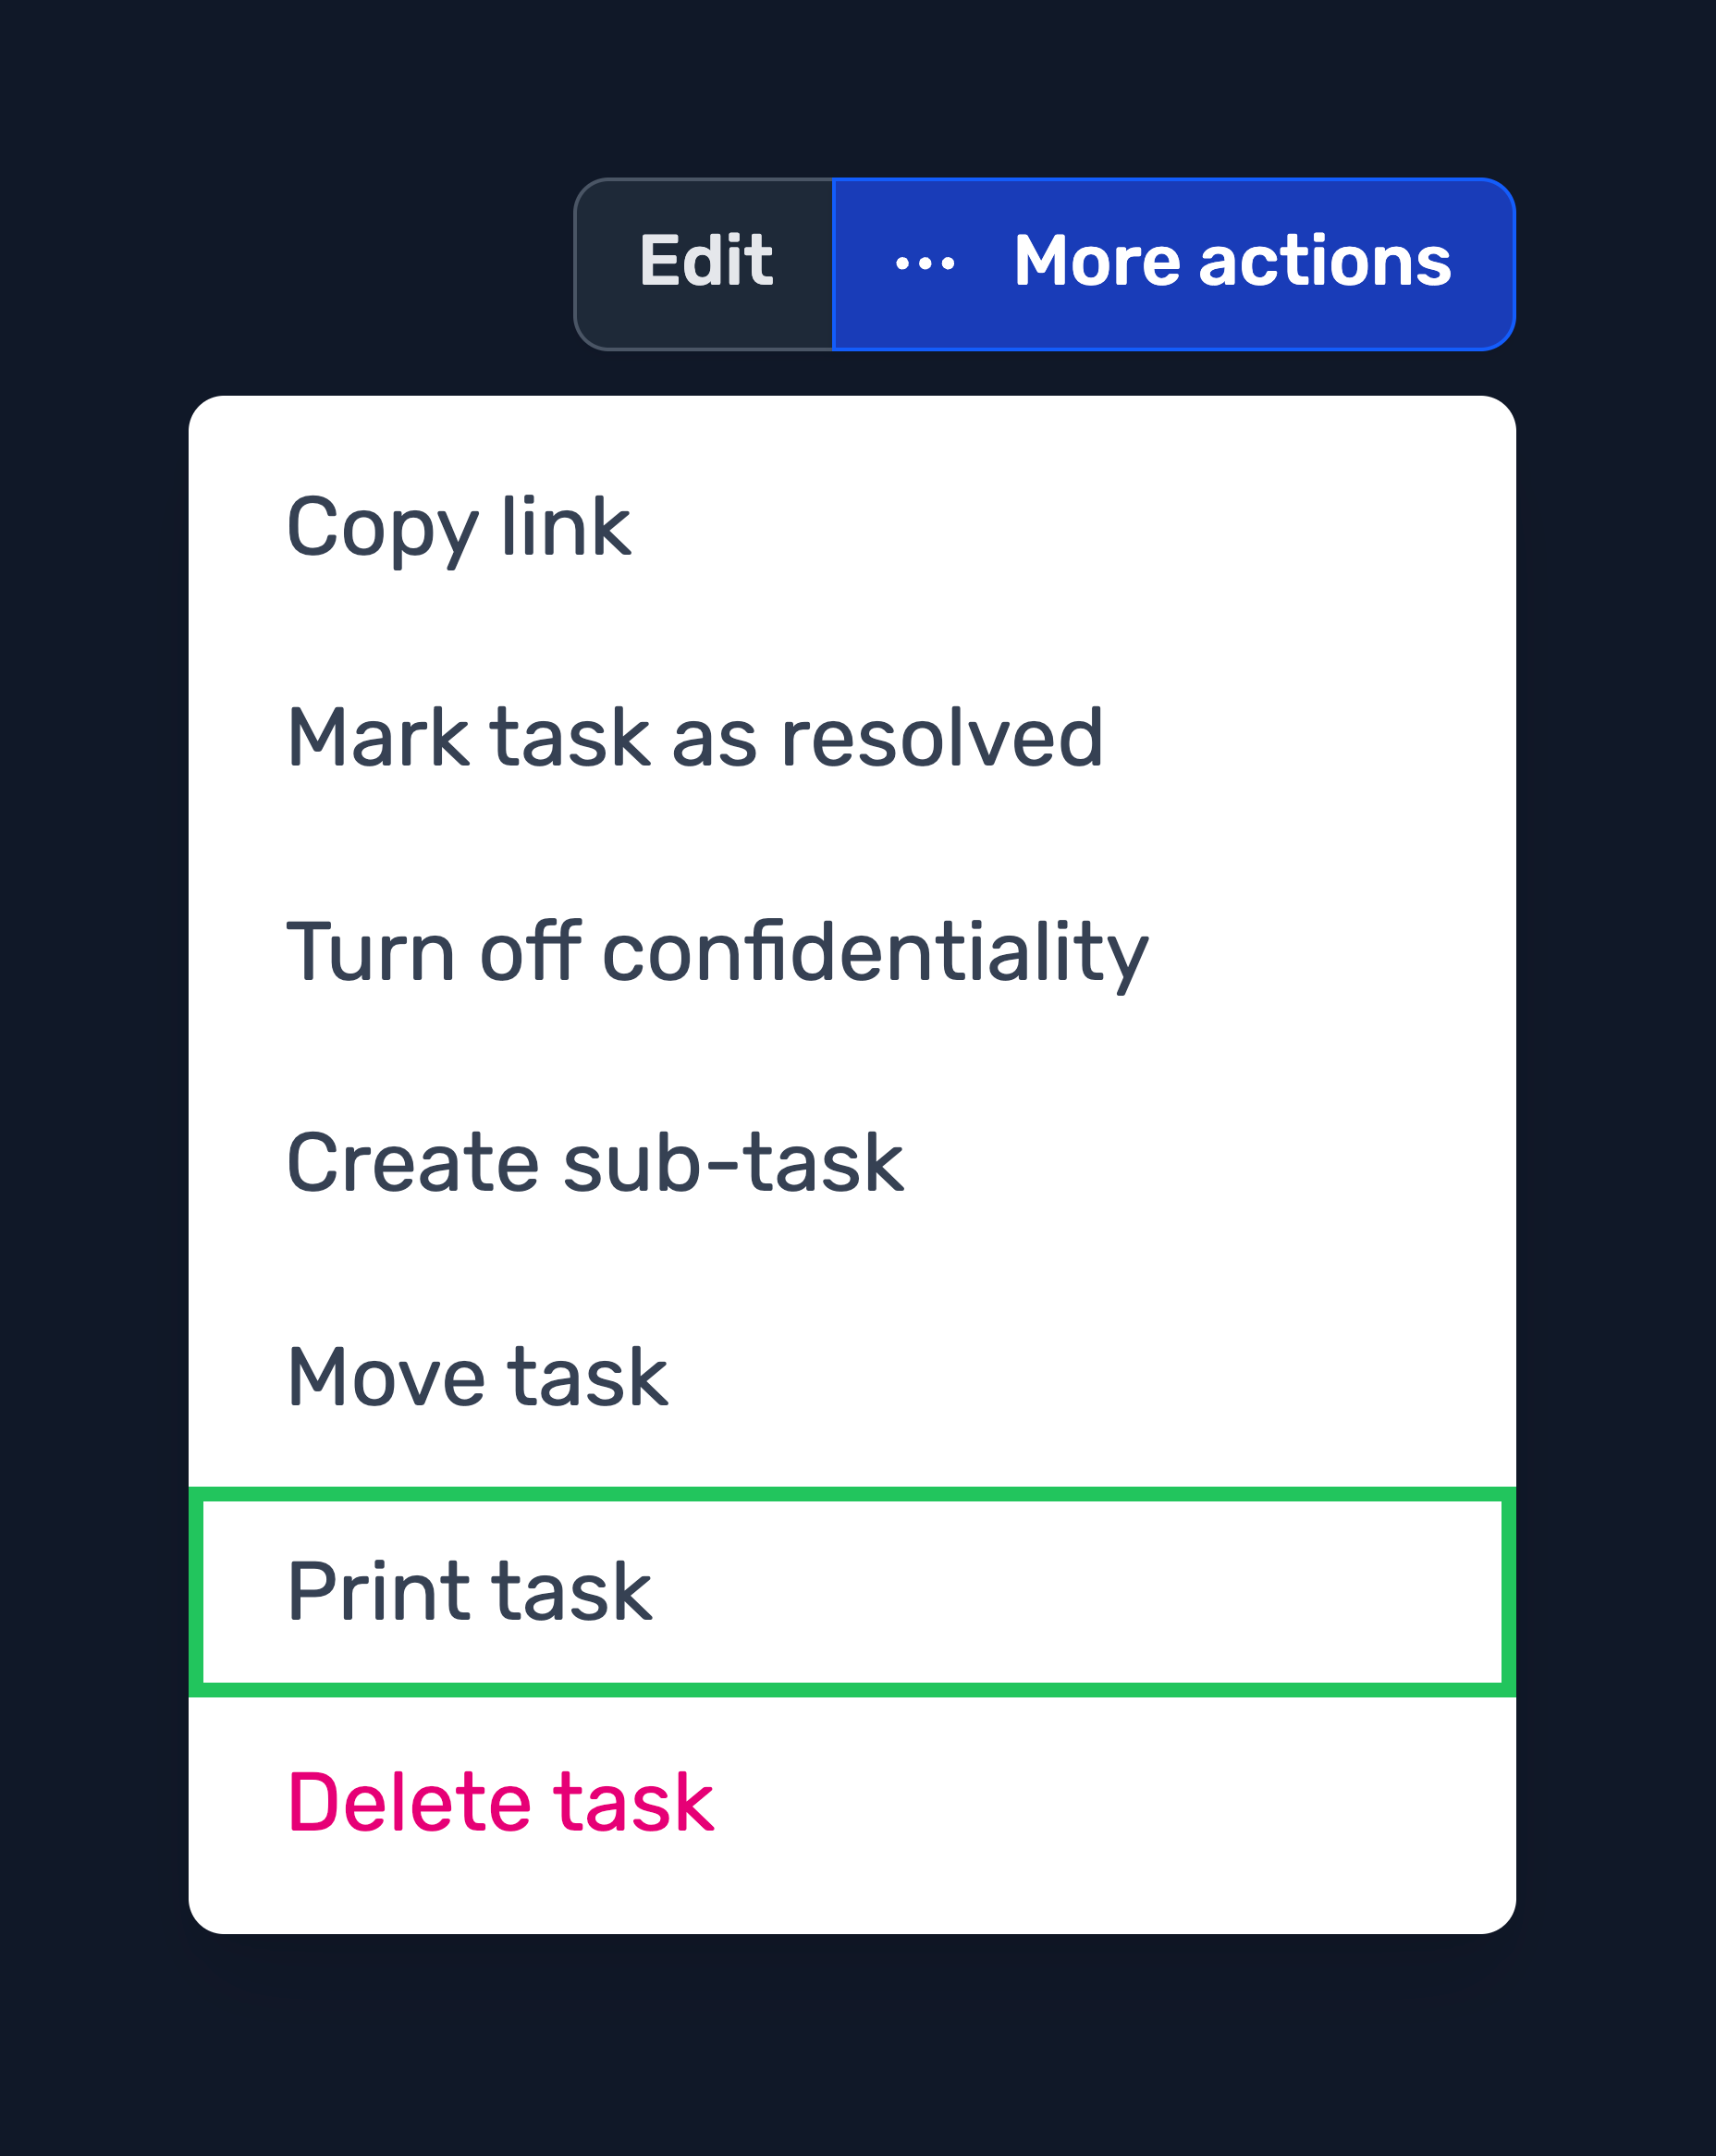 Edit
More actions
Copy link
Mark task as resolved
Turn off confidentiality
Create sub-task
Move task
Print task
Delete task